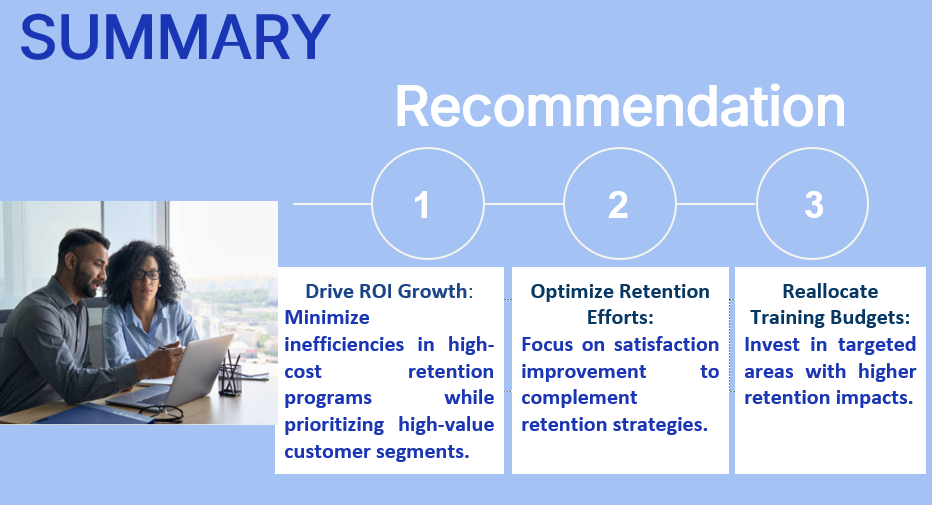 SUMMARY
Recommendation
1
2
3
Drive ROI Growth:
Minimize
inefficiencies in high-
cost retention
programs while
prioritizing high-value
customer segments.
Optimize Retention
Efforts:
Focus on satisfaction
improvement to
complement
retention strategies.
Reallocate
Training Budgets:
Invest in targeted
areas with higher
retention impacts.